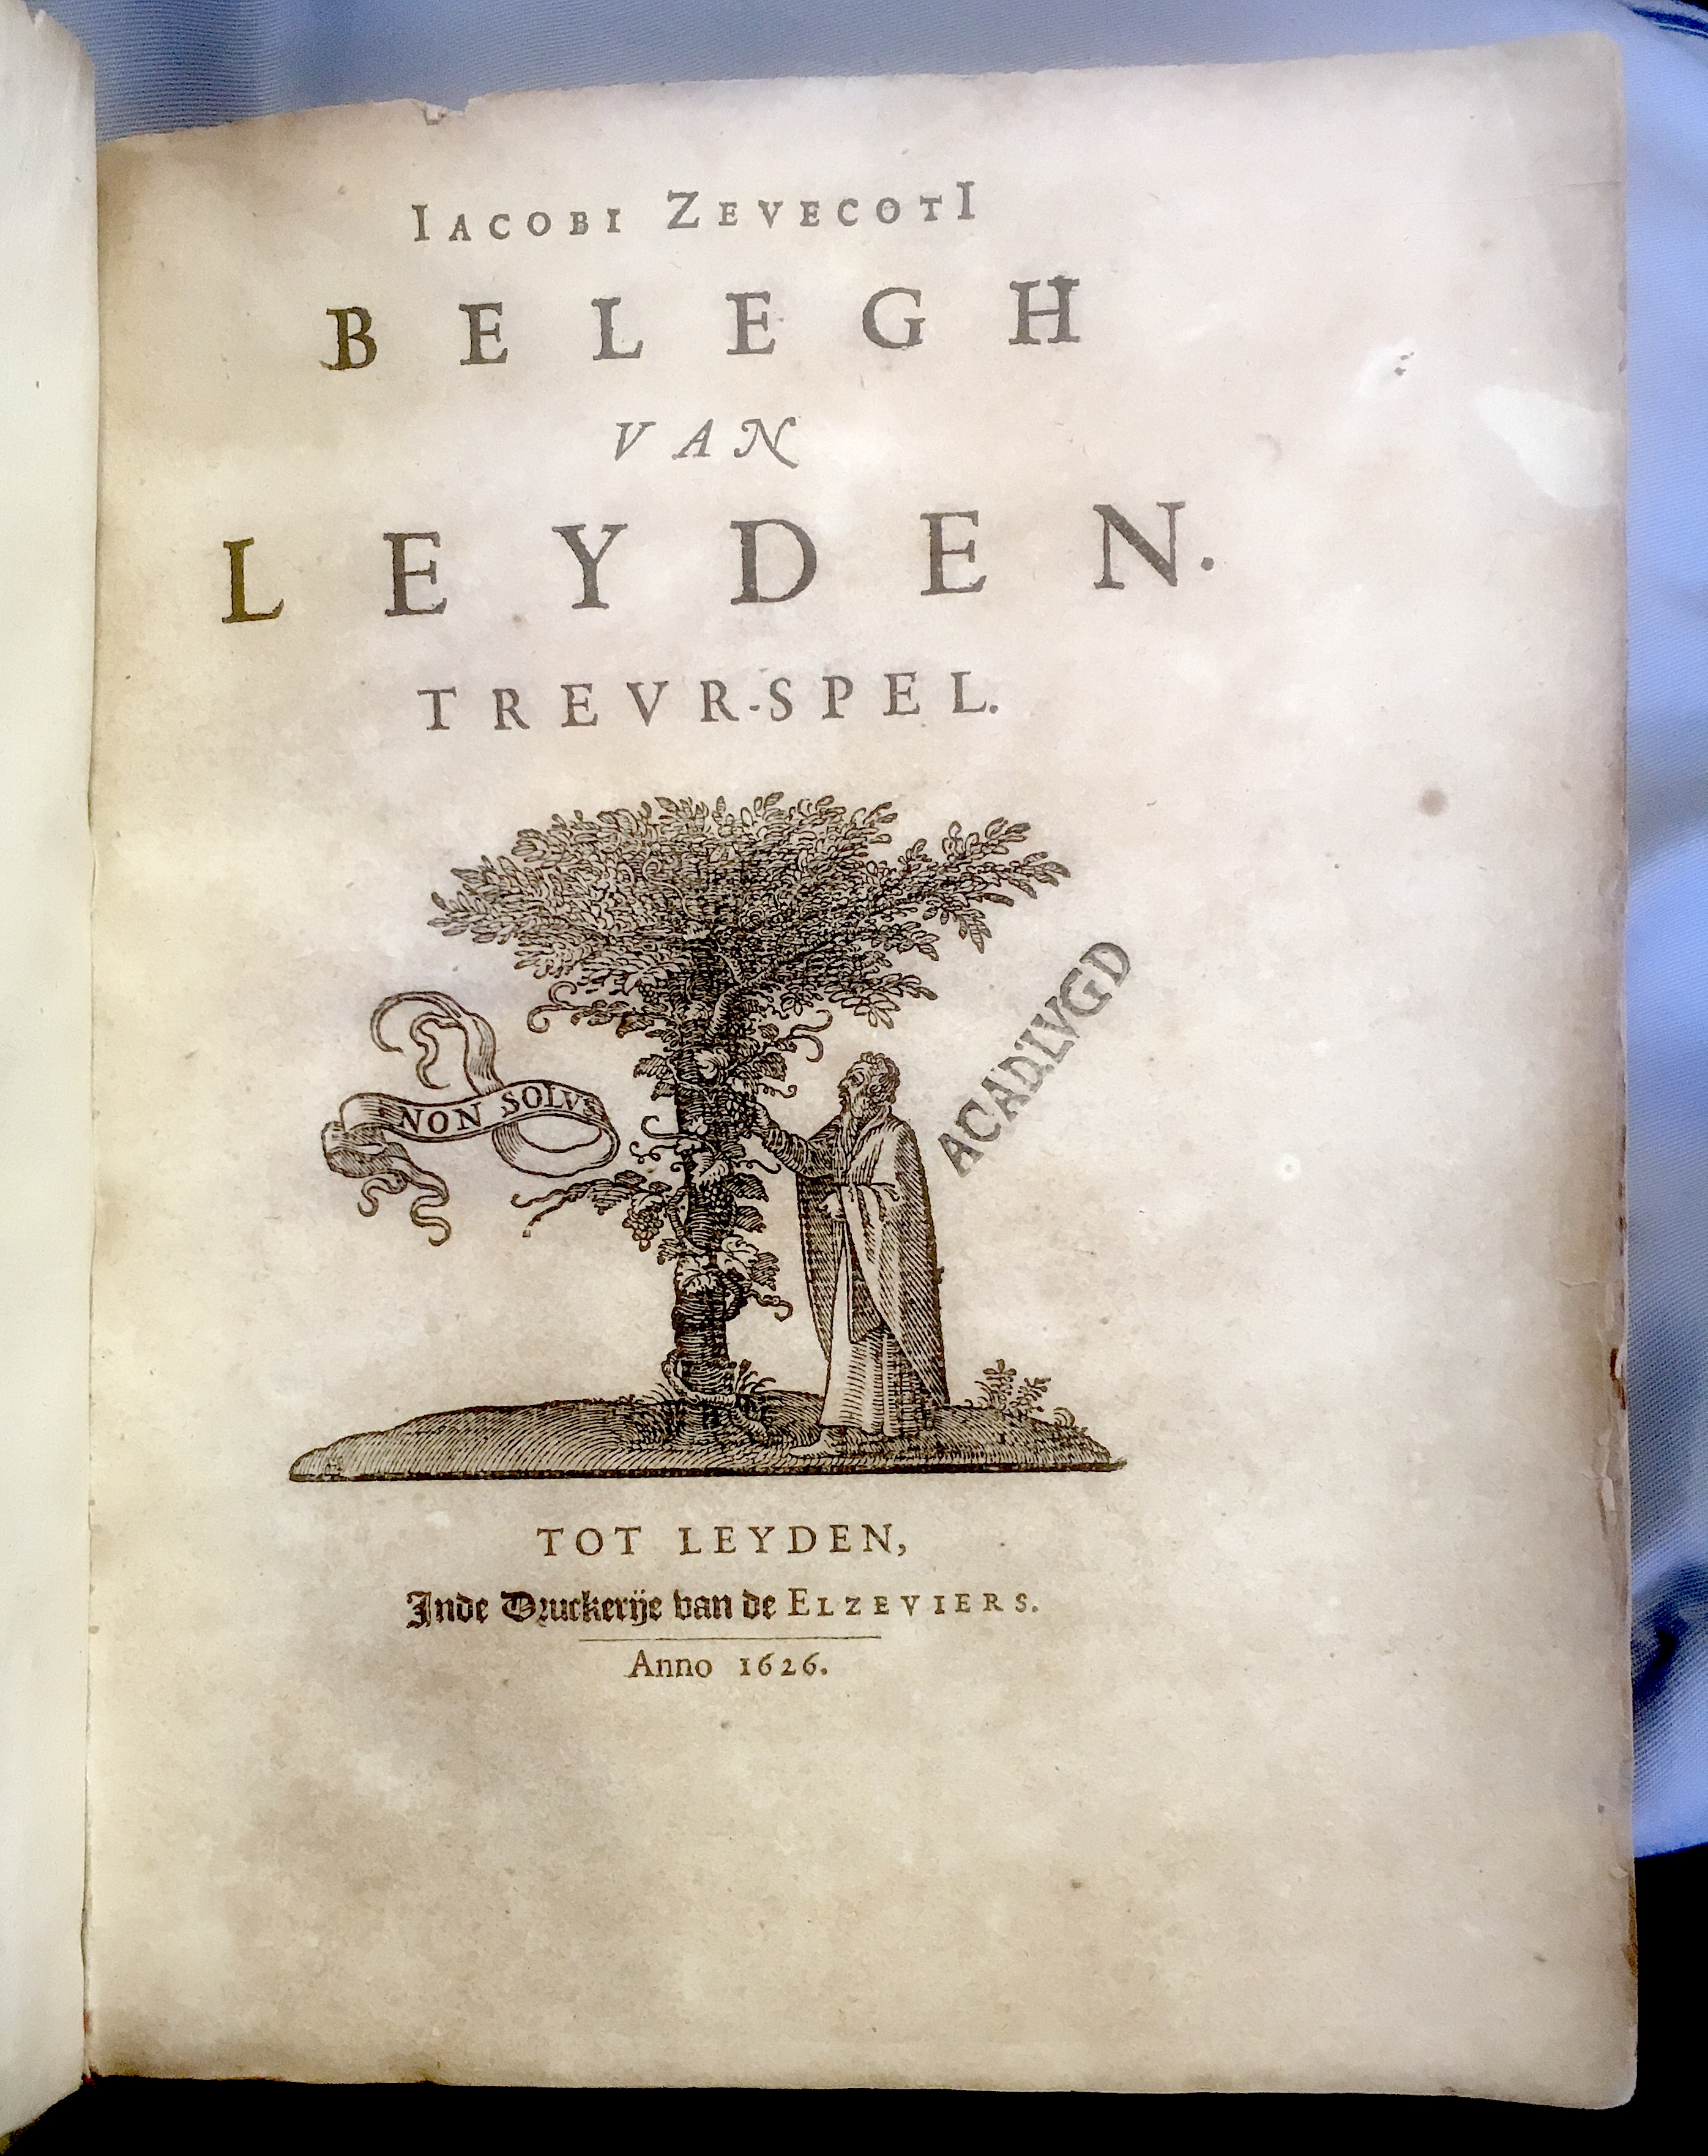 IACOBI ZEVECOTI
BELEGH
VAN
LEYDEN.
TREVR-SPEL.
NON SOLVS
ACAD. LVGD
TOT LEYDEN,
Inde Druckerije van de ELZEVIERS.
Anno 1626.